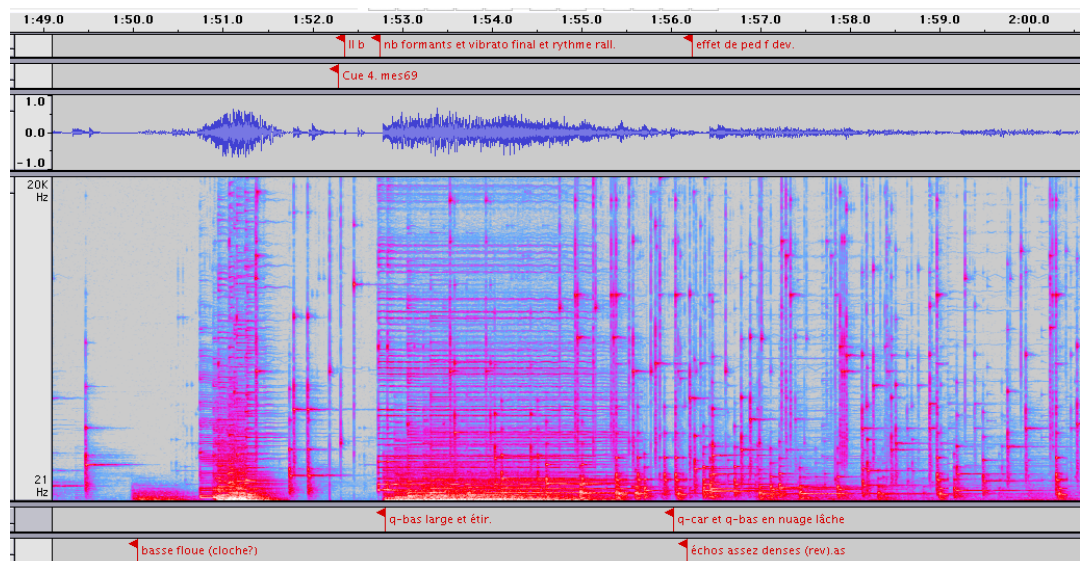 1:49.0 1:50.0 1:51.0 1:52.0 1:53.0 1:54.0 1:55.0 1:56.0 1:57.0 1:58.0 1:59.0 2:00.0
II b nb formants et vibrato final et rythme rall. effet de ped f dev.
Cue 4. mes69
1.0
0.0
-1.0
20K
Hz
21
Hz
q-bas large et étir. q-car et q-bas en nuage lâche
basse floue (cloche?) échos assez denses (rev).as